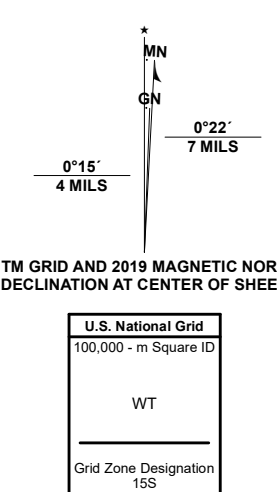 ★
MN
GN
0°22´
7 MILS
0°15´
4 MILS
TM GRID AND 2019 MAGNETIC NOR
DECLINATION AT CENTER OF SHEE
U.S. National Grid
100,000 - m Square ID
WT
Grid Zone Designation
15S